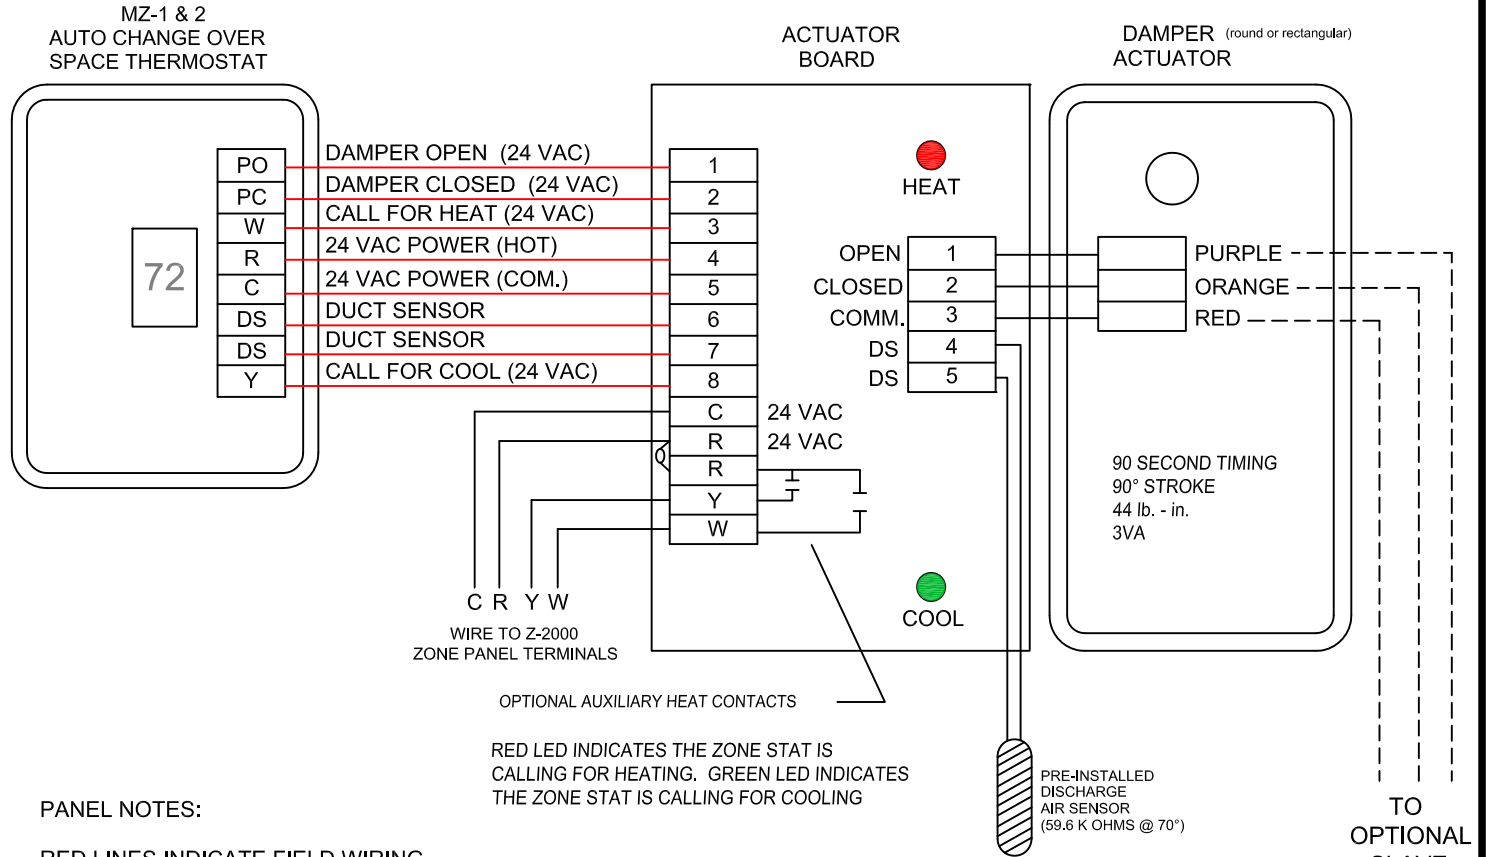 MZ-1 & 2
AUTO CHANGE OVER
SPACE THERMOSTAT
ACTUATOR
BOARD
DAMPER (round or rectangular)
ACTUATOR
72
PO DAMPER OPEN (24 VAC) 1
PC DAMPER CLOSED (24 VAC) 2
W CALL FOR HEAT (24 VAC) 3
R 24 VAC POWER (HOT) 4
C 24 VAC POWER (COM.) 5
DS DUCT SENSOR 6
DS DUCT SENSOR 7
Y CALL FOR COOL (24 VAC) 8
C 24 VAC
R 24 VAC
R
Y
W
HEAT
OPEN 1 PURPLE
CLOSED 2 ORANGE
COMM. 3 RED
DS 4
DS 5
90 SECOND TIMING
90° STROKE
44 lb. - in.
3VA
COOL
C R Y W
WIRE TO Z-2000
ZONE PANEL TERMINALS
OPTIONAL AUXILIARY HEAT CONTACTS
RED LED INDICATES THE ZONE STAT IS
CALLING FOR HEATING. GREEN LED INDICATES
THE ZONE STAT IS CALLING FOR COOLING
PRE-INSTALLED
DISCHARGE
AIR SENSOR
(59.6 K OHMS @ 70°)
TO
OPTIONAL
SLAVE
PANEL NOTES:
RED LINES INDICATE FIELD WIRING